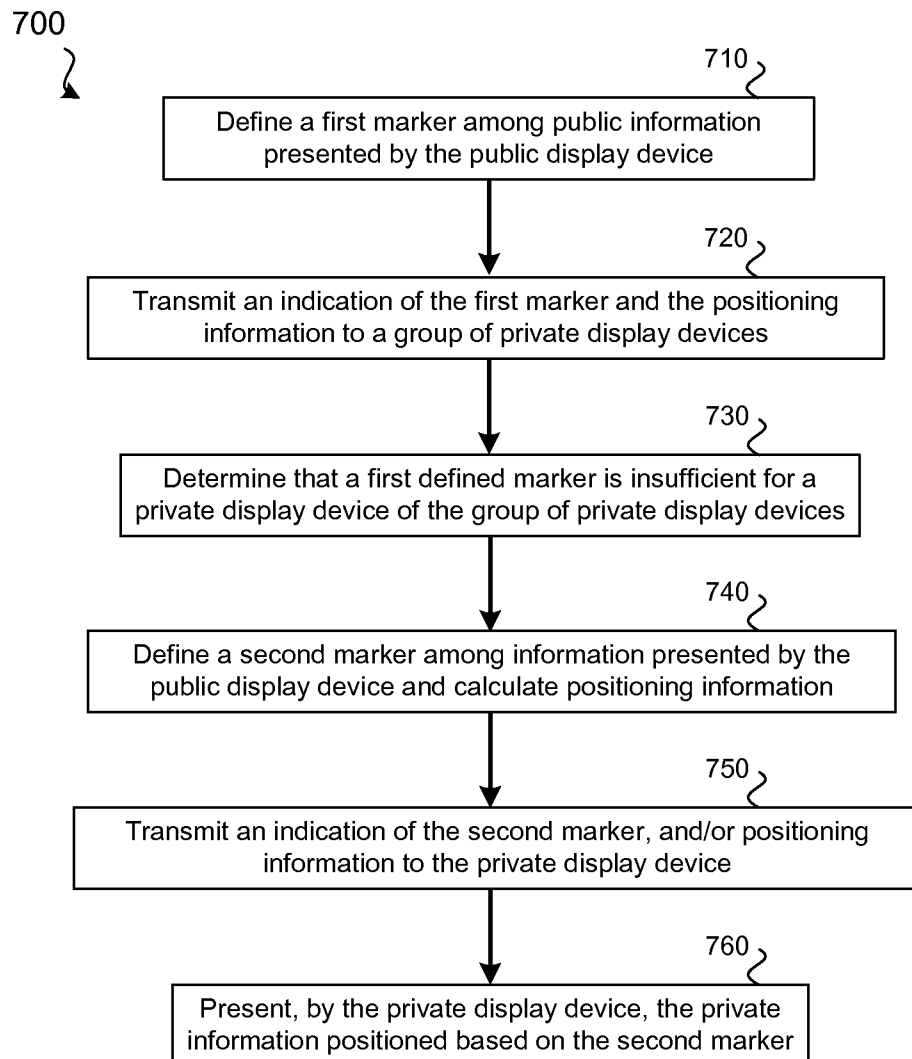 700
710
Define a first marker among public information
presented by the public display device
720
Transmit an indication of the first marker and the positioning
information to a group of private display devices
730
Determine that a first defined marker is insufficient for a
private display device of the group of private display devices
740
Define a second marker among information presented by the
public display device and calculate positioning information
750
Transmit an indication of the second marker, and/or positioning
information to the private display device
760
Present, by the private display device, the private
information positioned based on the second marker